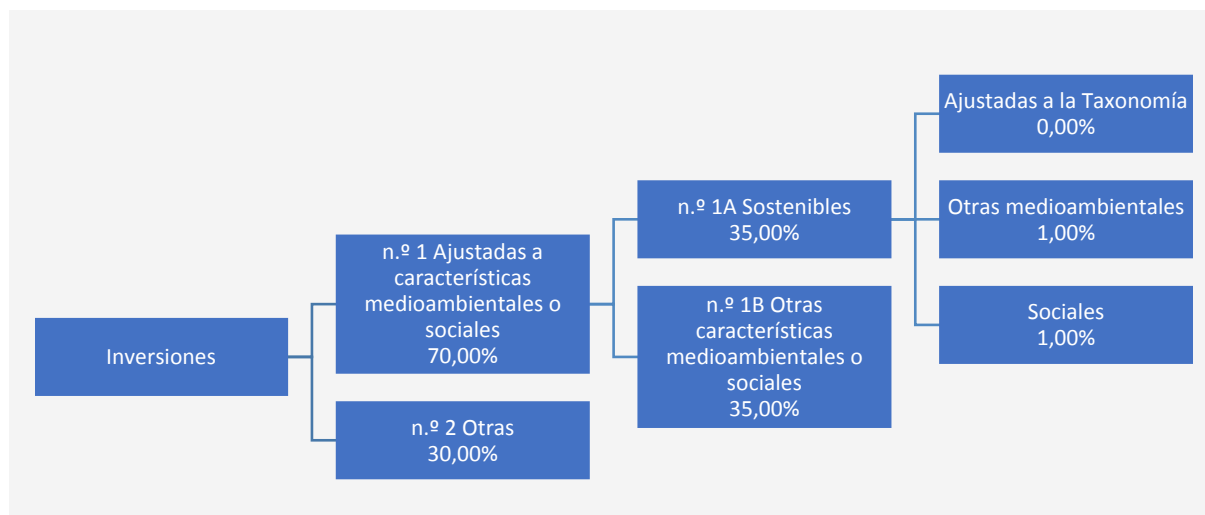 Inversiones
n.º 1 Ajustadas a
características
medioambientales o
sociales
70,00%
n.º 2 Otras
30,00%
n.º 1A Sostenibles
35,00%
n.º 1B Otras
características
medioambientales o
sociales
35,00%
Ajustadas a la Taxonomía
0,00%
Otras medioambientales
1,00%
Sociales
1,00%